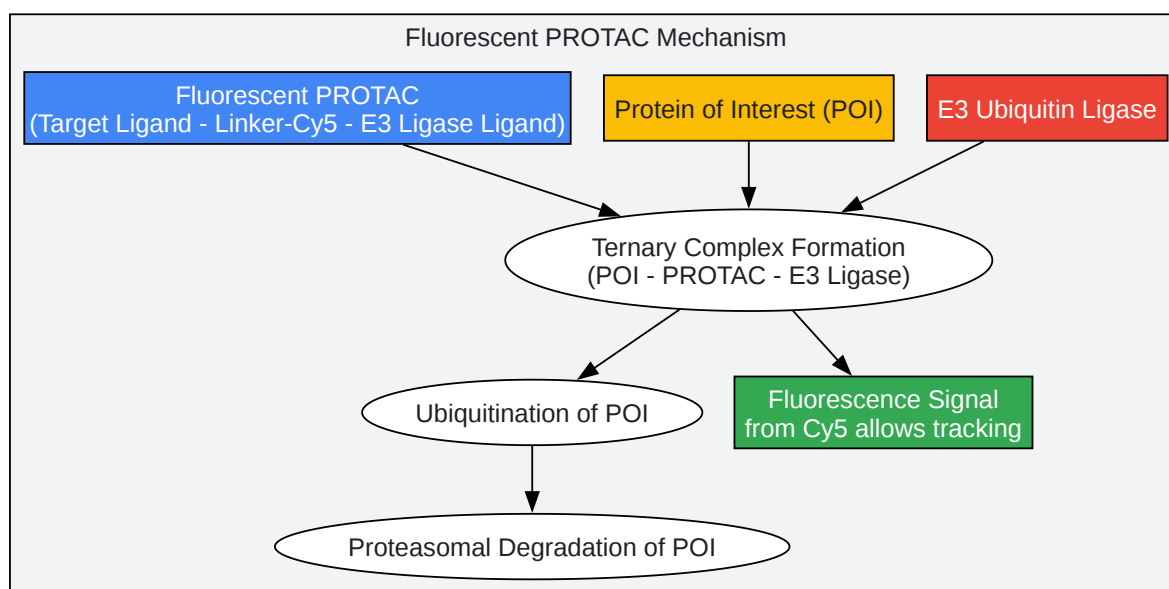 Fluorescent PROTAC Mechanism
Fluorescent PROTAC
(Target Ligand - Linker-Cy5 - E3 Ligase Ligand)
Protein of Interest (POI)
E3 Ubiquitin Ligase
Ternary Complex Formation
(POI - PROTAC - E3 Ligase)
Ubiquitination of POI
Fluorescence Signal
from Cy5 allows tracking
Proteasomal Degradation of POI